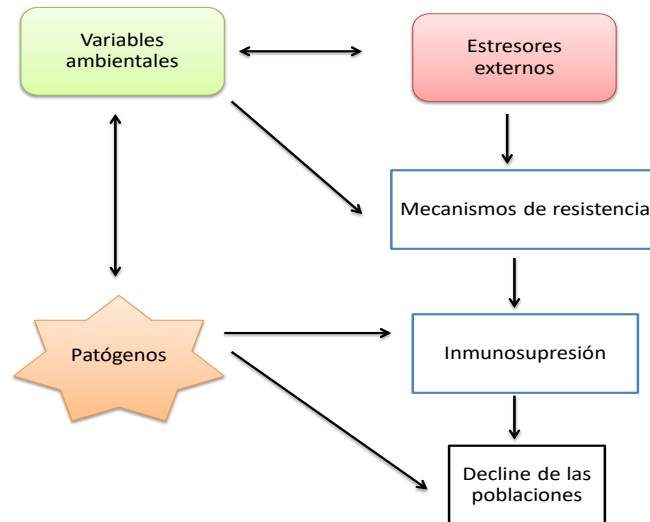 Variables
ambientales
Estresores
externos
Mecanismos de resistencia
Patógenos
Inmunosupresión
Decline de las
poblaciones